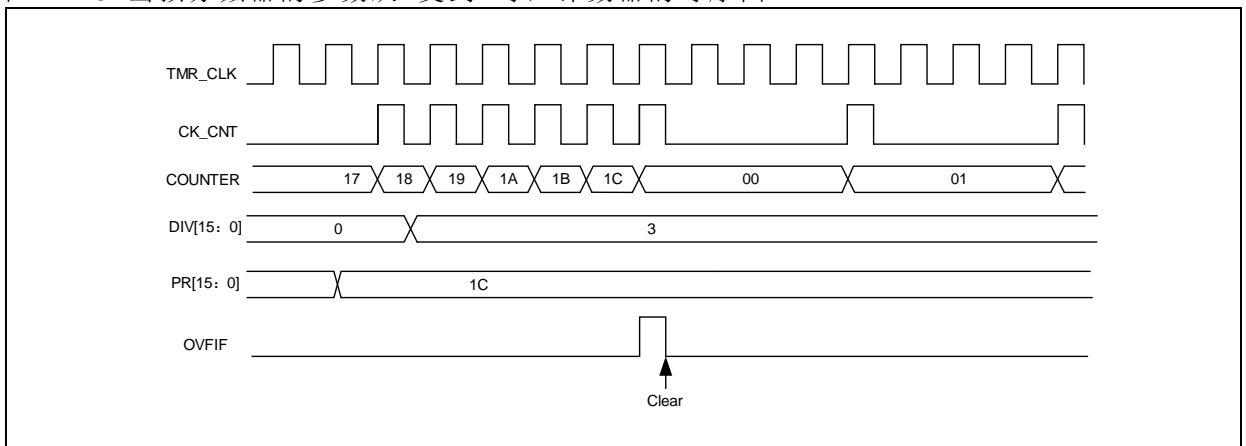 TMR_CLK
CK_CNT
COUNTER 17 18 19 1A 1B 1C 00 01
DIV[15：0] 0 3
PR[15：0] 1C
OVFIF
Clear